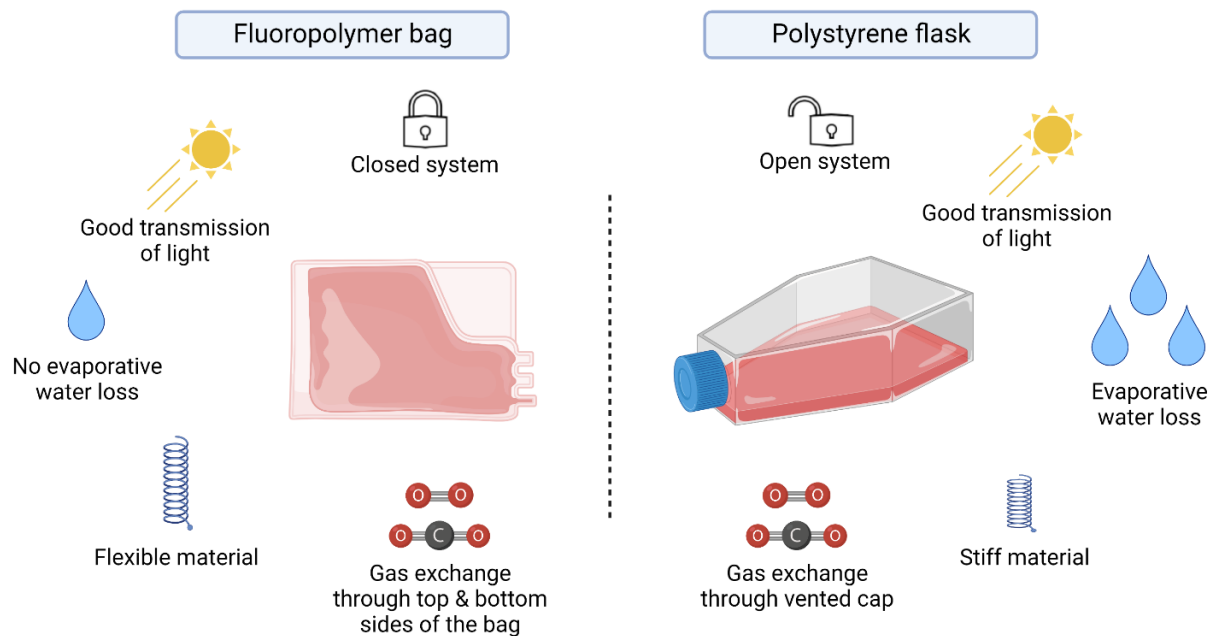 Fluoropolymer bag
Closed system
Good transmission
of light
No evaporative
water loss
Flexible material
O O
O C O
Gas exchange
through top & bottom
sides of the bag
Polystyrene flask
Open system
Good transmission
of light
Evaporative
water loss
O O
O C O
Gas exchange
through vented cap
Stiff material